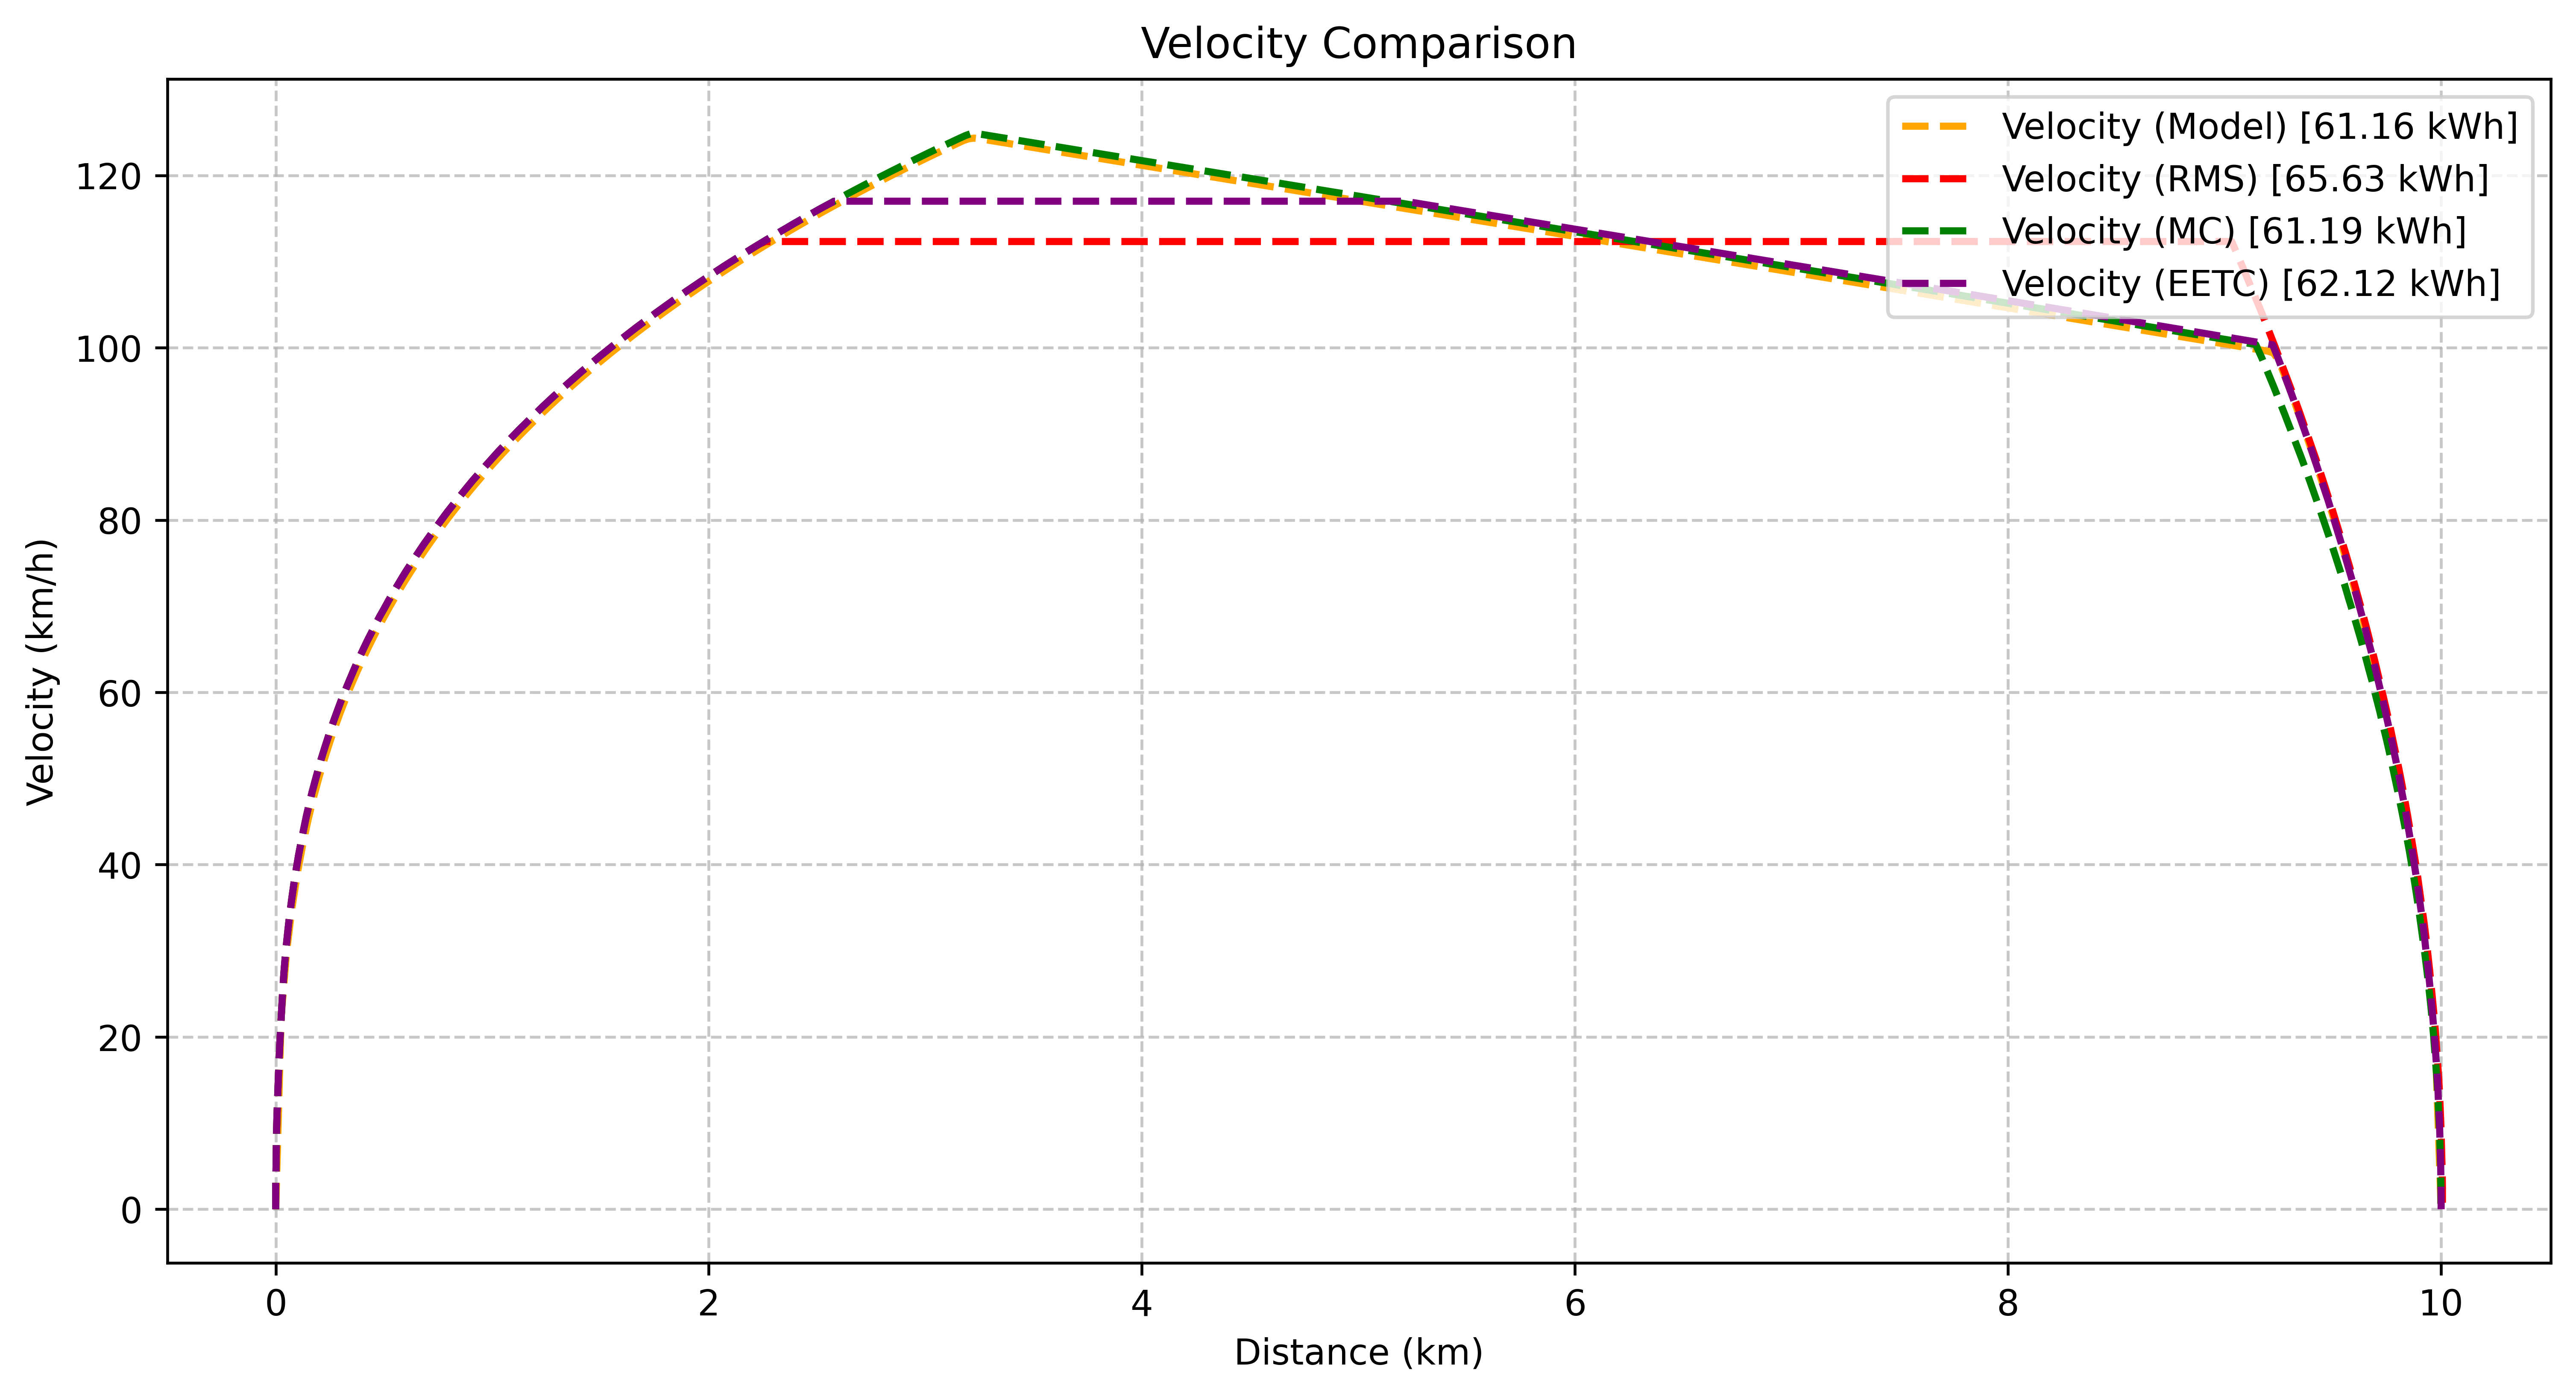 Velocity Comparison
Velocity (Model) [61.16 kWh]
Velocity (RMS) [65.63 kWh]
Velocity (MC) [61.19 kWh]
Velocity (EETC) [62.12 kWh]
Velocity (km/h)
120
100
80
60
40
20
0
0 2 4 6 8 10
Distance (km)